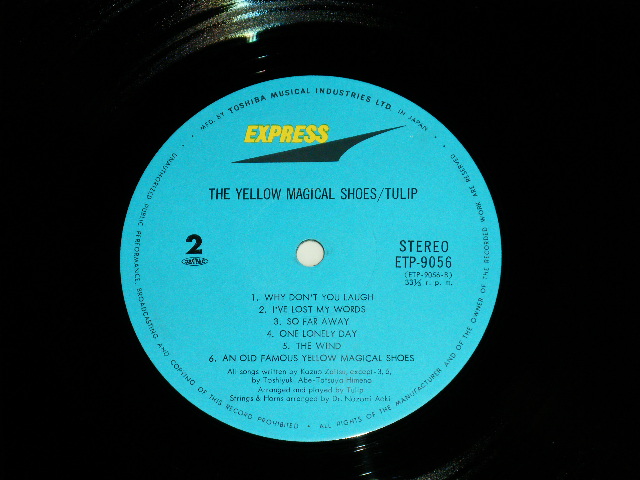 MFD. BY TOSHIBA MUSICAL INDUSTRIES LTD. IN JAPAN
EXPRESS
THE YELLOW MAGICAL SHOES/TULIP
2
STEREO
ETP-9056
(ETP-9056-B)
33⅓ r. p. m.
1. WHY DON'T YOU LAUGH
2. I'VE LOST MY WORDS
3. SO FAR AWAY
4. ONE LONELY DAY
5. THE WIND
6. AN OLD FAMOUS YELLOW MAGICAL SHOES
All songs written by Kazuo Zaitsu, except-3,5,
by Toshiyuki Abe-Tatsuya Himeno
Arranged and played by Tulip
Strings & Horns arranged by Dr. Nozomi Aoki
UNAUTHORIZED PUBLIC PERFORMANCE, BROADCASTING AND COPYING OF THIS RECORD PROHIBITED • ALL RIGHTS OF THE MANUFACTURER AND OF THE OWNER OF THE RECORDED WORK ARE RESERVED